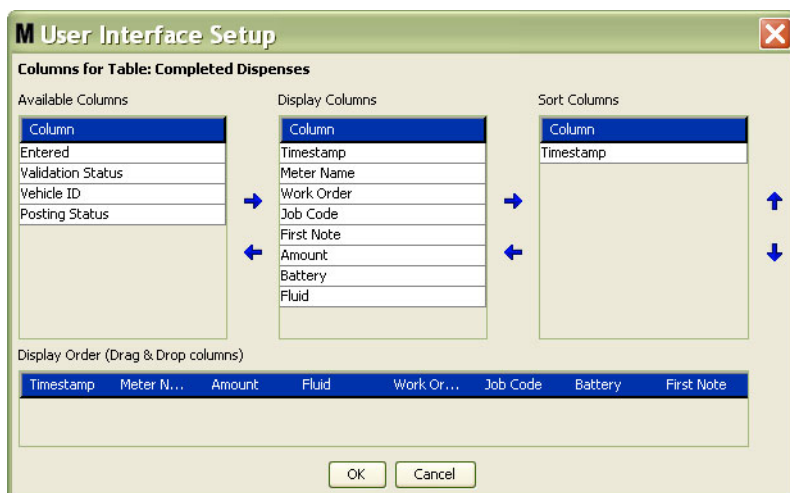 M User Interface Setup
Columns for Table: Completed Dispenses
Available Columns
Display Columns
Sort Columns
Column
Entered
Validation Status
Vehicle ID
Posting Status
Column
Timestamp
Meter Name
Work Order
Job Code
First Note
Amount
Battery
Fluid
Column
Timestamp
Display Order (Drag & Drop columns)
Timestamp Meter N... Amount Fluid Work Or... Job Code Battery First Note
OK Cancel